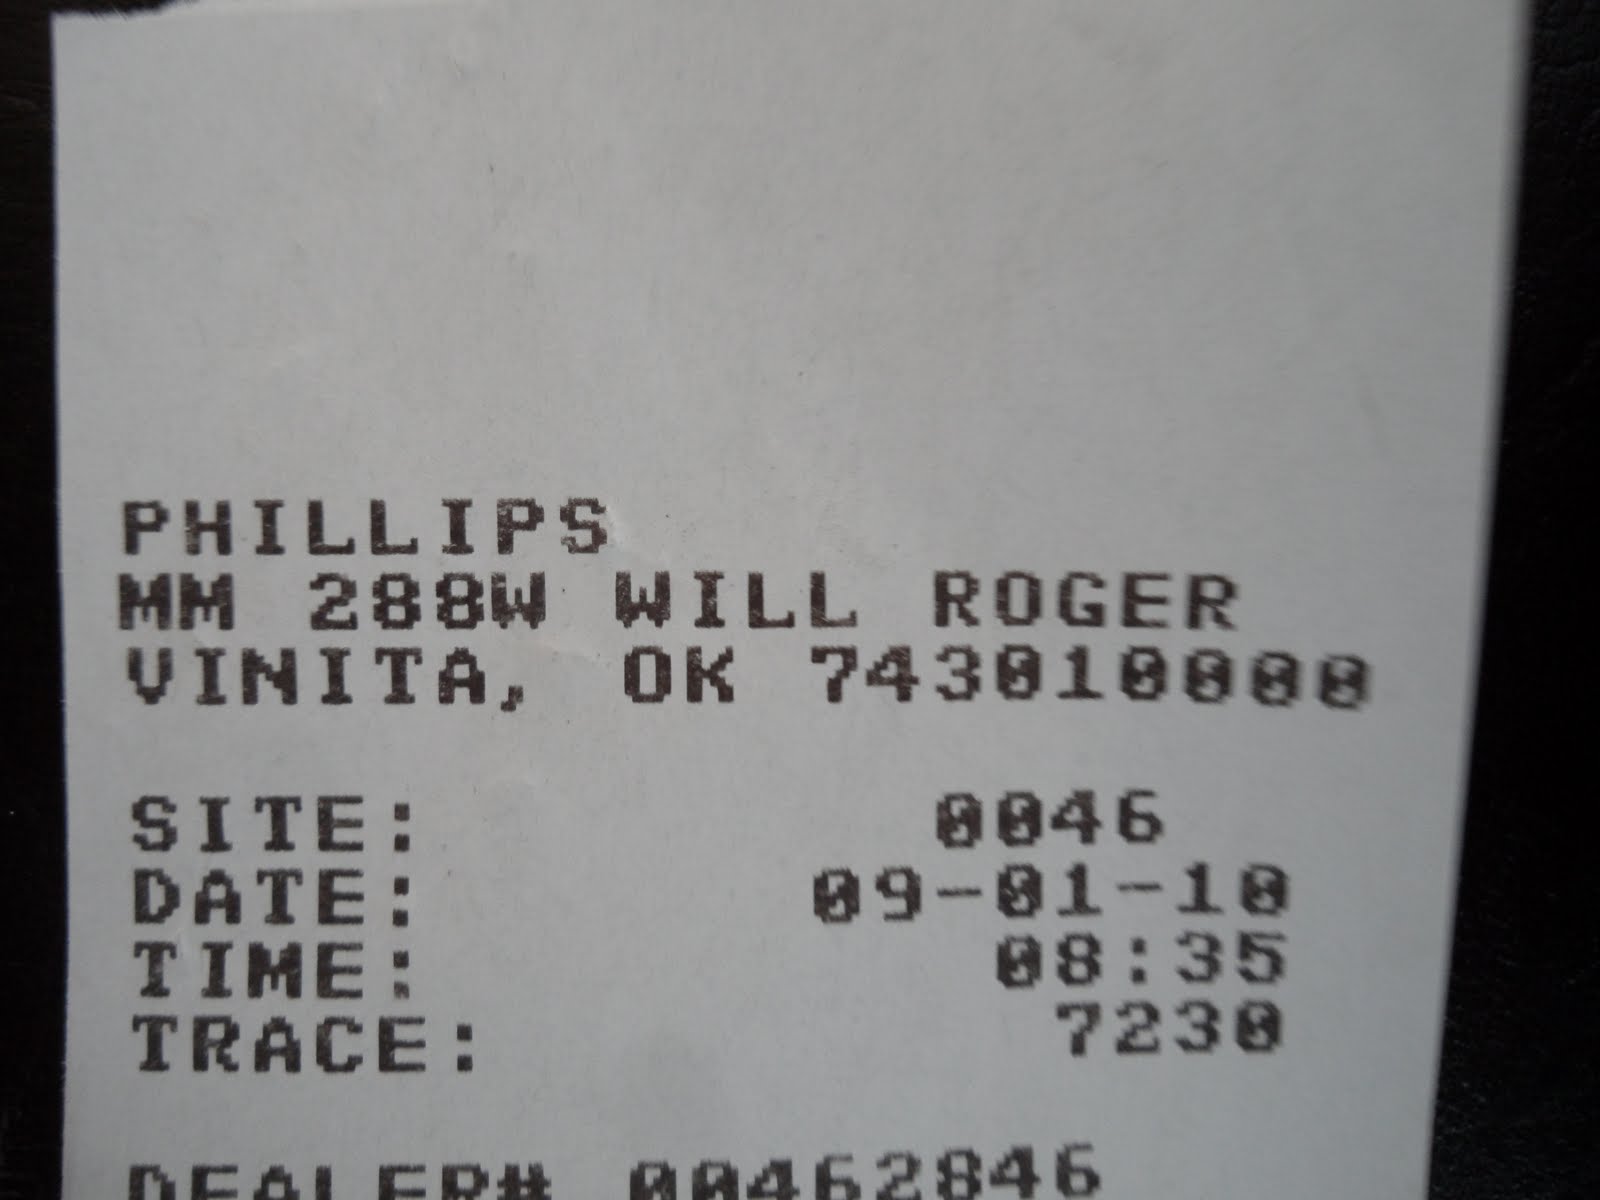 PHILLIPS
MM 288W WILL ROGER
VINITA, OK 743010000
SITE: 0046
DATE: 09-01-10
TIME: 08:35
TRACE: 7230
DEALER# 00462846